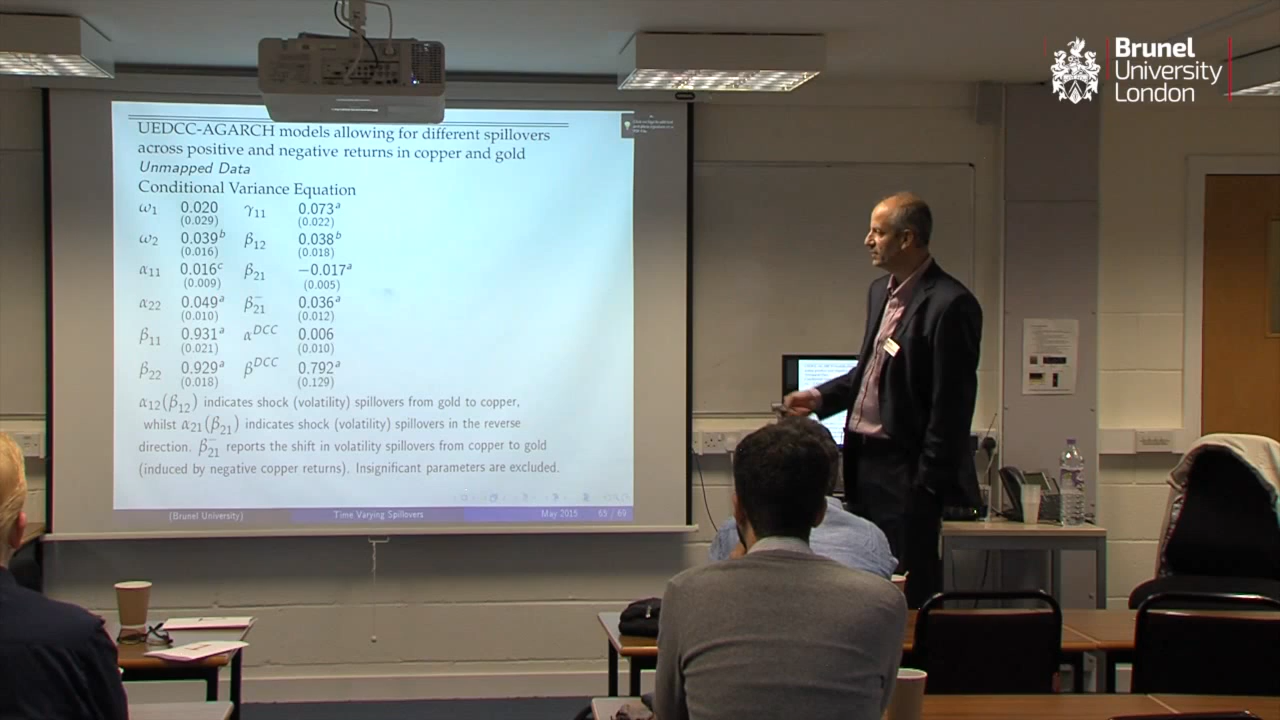 Brunel
University
London
UEDCC-AGARCH models allowing for different spillovers
across positive and negative returns in copper and gold
Unmapped Data
Conditional Variance Equation
ω₁ 0.020 γ₁₁ 0.073ᵃ
(0.029) (0.022)
ω₂ 0.039ᵇ β₁₂ 0.038ᵇ
(0.016) (0.018)
α₁₁ 0.016ᶜ β₂₁ −0.017ᵃ
(0.009) (0.005)
α₂₂ 0.049ᵃ β₂₁⁻ 0.036ᵃ
(0.010) (0.012)
β₁₁ 0.931ᵃ α^DCC 0.006
(0.021) (0.010)
β₂₂ 0.929ᵃ β^DCC 0.792ᵃ
(0.018) (0.129)
α₁₂(β₁₂) indicates shock (volatility) spillovers from gold to copper,
whilst α₂₁(β₂₁) indicates shock (volatility) spillovers in the reverse
direction. β₂₁⁻ reports the shift in volatility spillovers from copper to gold
(induced by negative copper returns). Insignificant parameters are excluded.
(Brunel University) Time Varying Spillovers May 2015 65 / 69